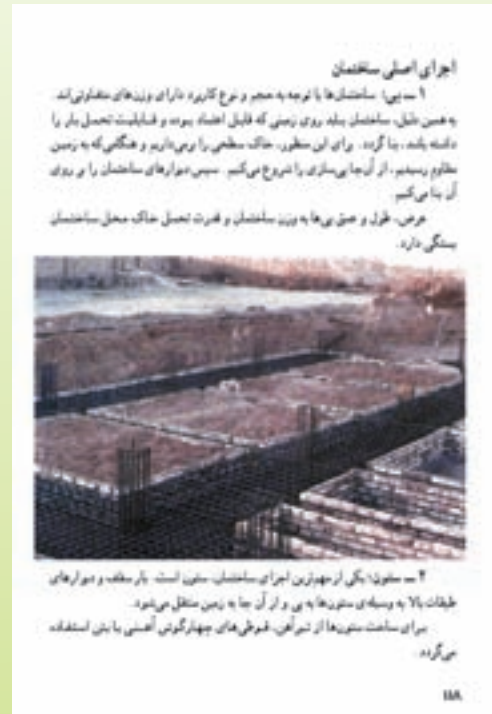 اجزای اصلی ساختمان
۱ ــ پی: ساختمان‌ها با توجه به حجم و نوع کاربرد دارای وزن‌های متفاوتی‌اند.
به همین دلیل، ساختمان باید روی زمینی که قابل اعتماد بوده و قابلیت تحمل بار را
داشته باشد، بنا گردد. برای این منظور، خاک سطحی را برمی‌داریم و هنگامی که به زمین
مقاوم رسیدیم، از آن‌جا پی‌سازی را شروع می‌کنیم. سپس دیوارهای ساختمان را بر روی
آن بنا می‌کنیم.
عرض، طول و عمق پی‌ها به وزن ساختمان و قدرت تحمل خاک محل ساختمان
بستگی دارد.
۲ ــ ستون: یکی از مهم‌ترین اجزای ساختمان، ستون است. بار سقف و دیوارهای
طبقات بالا به وسیله‌ی ستون‌ها به پی و از آن جا به زمین منتقل می‌شود.
برای ساخت ستون‌ها از تیرآهن، قوطی‌های چهارگوش آهنی یا بتن استفاده
می‌گردد.
۱۱۸